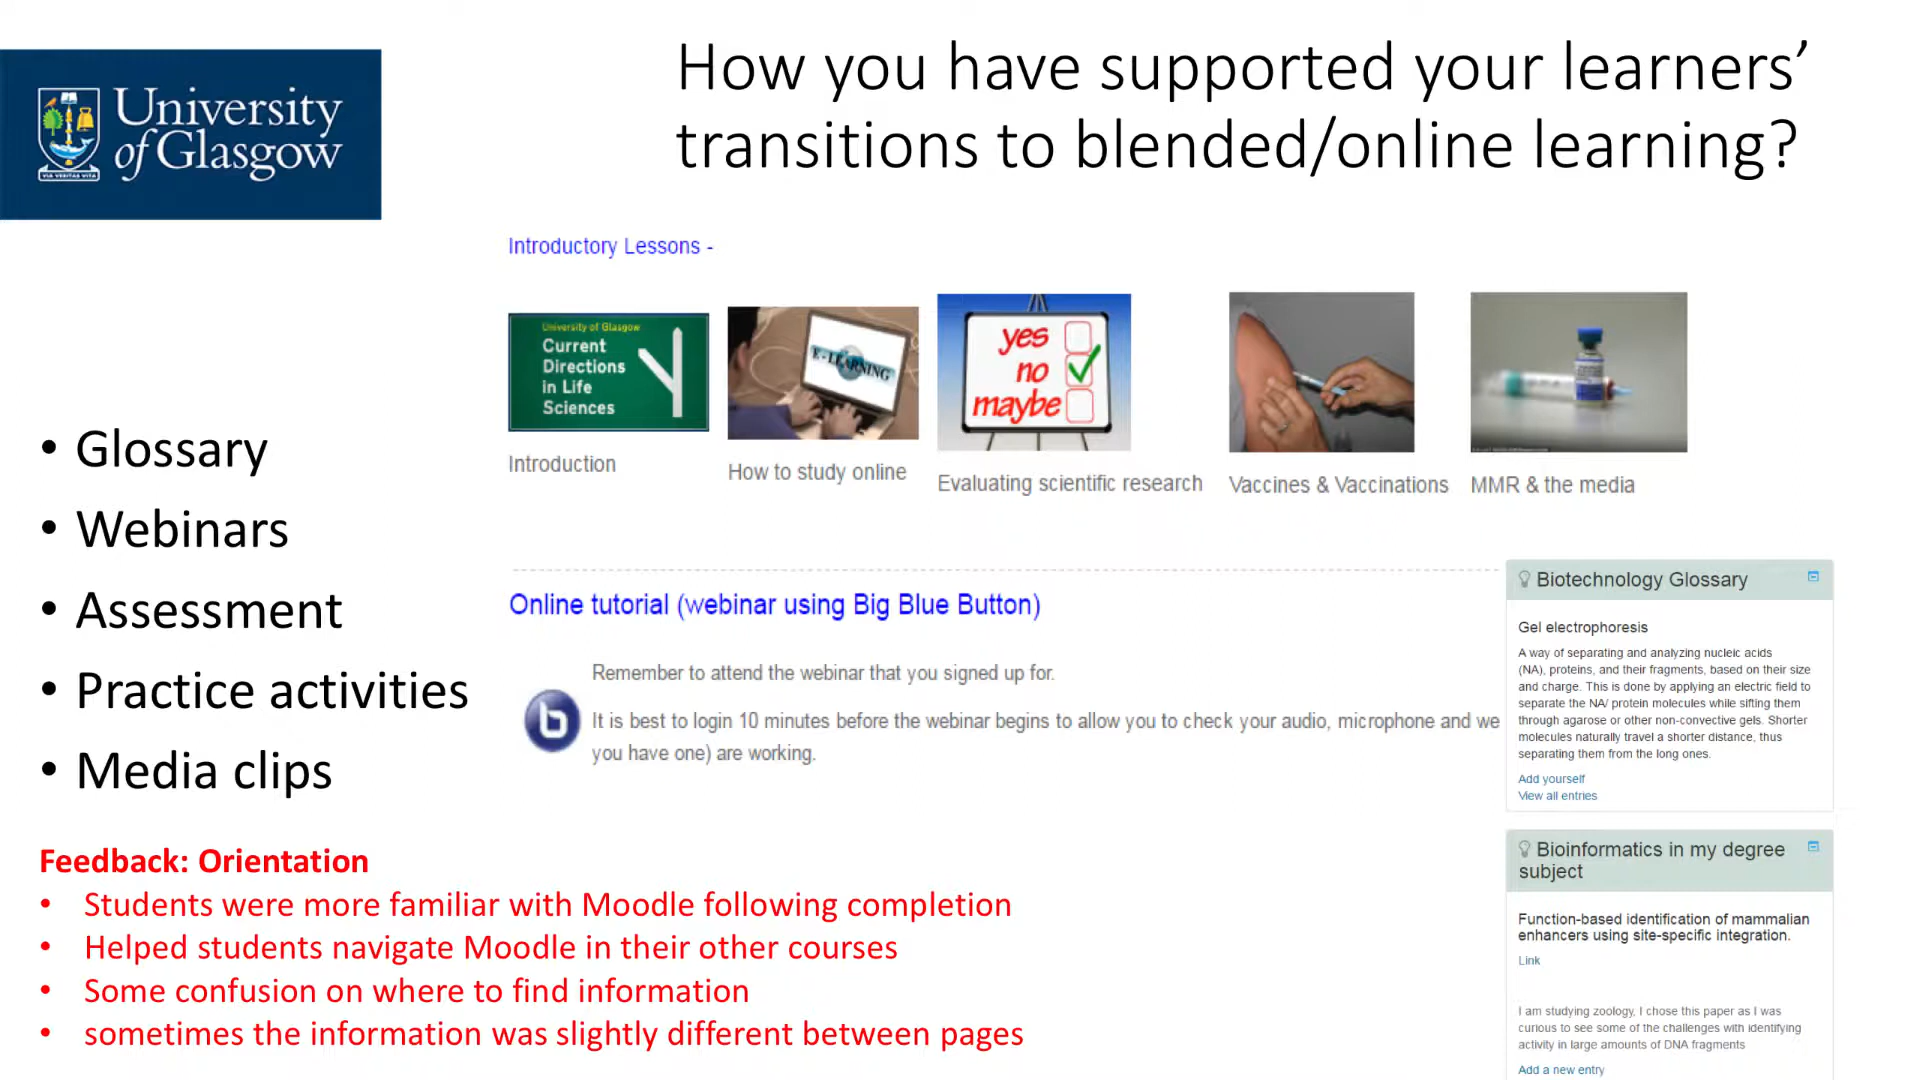 University
of Glasgow
VIA VERITAS VITA
How you have supported your learners’
transitions to blended/online learning?
Introductory Lessons -
University of Glasgow
Current
Directions
in Life
Sciences
E-LEARNING
yes
no
maybe
Introduction
How to study online
Evaluating scientific research
Vaccines & Vaccinations
MMR & the media
• Glossary
• Webinars
• Assessment
• Practice activities
• Media clips
Online tutorial (webinar using Big Blue Button)
Remember to attend the webinar that you signed up for.
b
It is best to login 10 minutes before the webinar begins to allow you to check your audio, microphone and we
you have one) are working.
Biotechnology Glossary
Gel electrophoresis
A way of separating and analyzing nucleic acids
(NA), proteins, and their fragments, based on their size
and charge. This is done by applying an electric field to
separate the NA/ protein molecules while sifting them
through agarose or other non-convective gels. Shorter
molecules naturally travel a shorter distance, thus
separating them from the long ones.
Add yourself
View all entries
Bioinformatics in my degree
subject
Function-based identification of mammalian
enhancers using site-specific integration.
Link
I am studying zoology, I chose this paper as I was
curious to see some of the challenges with identifying
activity in large amounts of DNA fragments
Add a new entry
Feedback: Orientation
• Students were more familiar with Moodle following completion
• Helped students navigate Moodle in their other courses
• Some confusion on where to find information
• sometimes the information was slightly different between pages